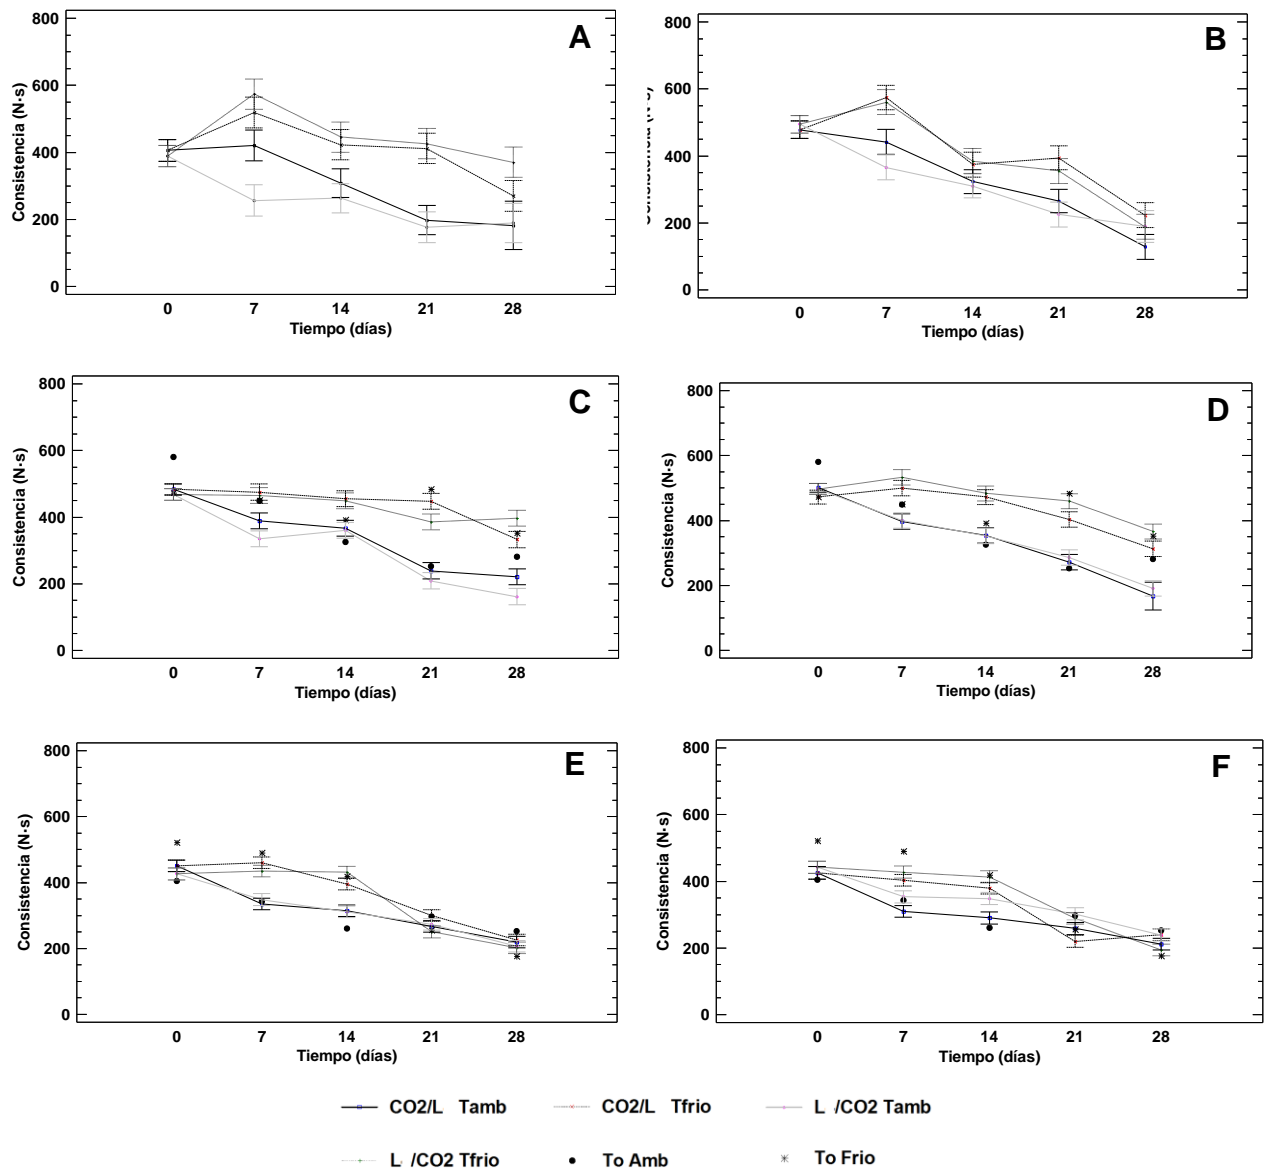 A
B
800
600
400
200
0
Consistencia (N·s)
0 7 14 21 28
Tiempo (días)
800
600
400
200
0
0 7 14 21 28
Tiempo (días)
C
D
800
600
400
200
0
Consistencia (N·s)
0 7 14 21 28
Tiempo (días)
800
600
400
200
0
Consistencia (N·s)
0 7 14 21 28
Tiempo (días)
E
F
800
600
400
200
0
Consistencia (N·s)
0 7 14 21 28
Tiempo (días)
800
600
400
200
0
Consistencia (N·s)
0 7 14 21 28
Tiempo (días)
CO2/L Tamb CO2/L Tfrio L /CO2 Tamb
L /CO2 Tfrio To Amb To Frio